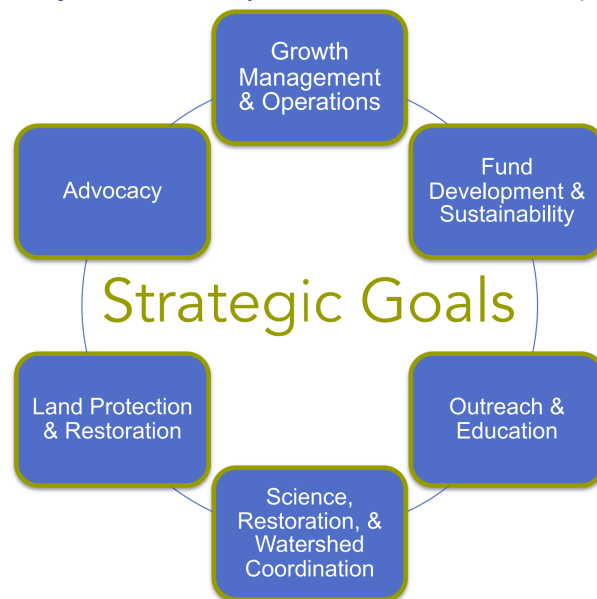 Growth
Management
& Operations
Fund
Development &
Sustainability
Outreach &
Education
Science,
Restoration, &
Watershed
Coordination
Land Protection
& Restoration
Advocacy
Strategic Goals